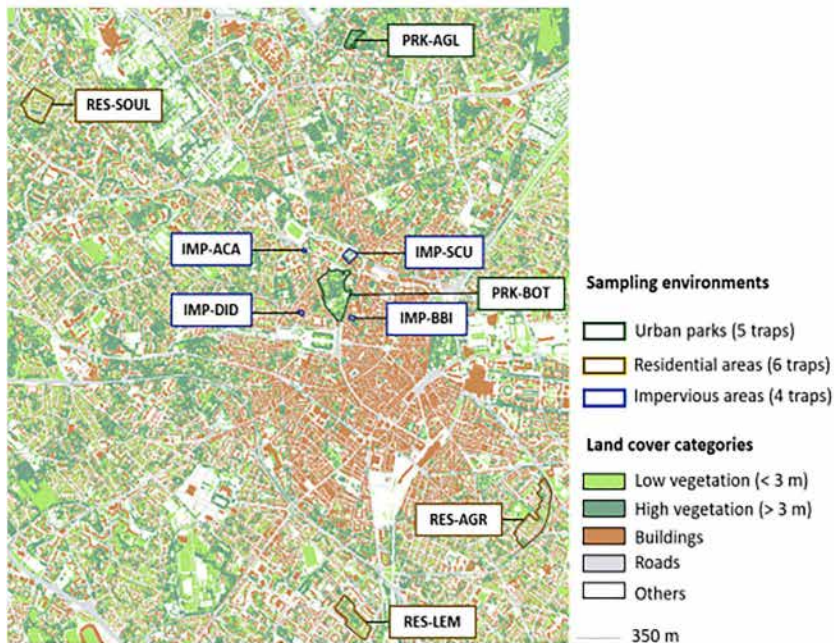 PRK-AGL
RES-SOUL
IMP-ACA
IMP-SCU
PRK-BOT
IMP-DID
IMP-BBI
RES-AGR
RES-LEM
Sampling environments
Urban parks (5 traps)
Residential areas (6 traps)
Impervious areas (4 traps)
Land cover categories
Low vegetation (< 3 m)
High vegetation (> 3 m)
Buildings
Roads
Others
350 m